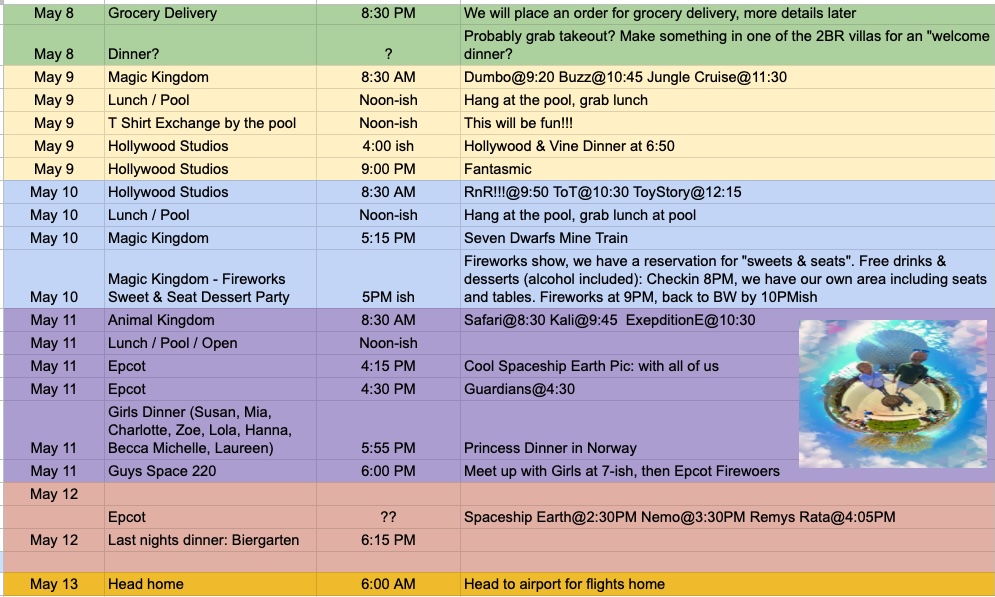 May 8 Grocery Delivery 8:30 PM We will place an order for grocery delivery, more details later
Probably grab takeout? Make something in one of the 2BR villas for an "welcome
May 8 Dinner? ? dinner?
May 9 Magic Kingdom 8:30 AM Dumbo@9:20 Buzz@10:45 Jungle Cruise@11:30
May 9 Lunch / Pool Noon-ish Hang at the pool, grab lunch
May 9 T Shirt Exchange by the pool Noon-ish This will be fun!!!
May 9 Hollywood Studios 4:00 ish Hollywood & Vine Dinner at 6:50
May 9 Hollywood Studios 9:00 PM Fantasmic
May 10 Hollywood Studios 8:30 AM RnR!!!@9:50 ToT@10:30 ToyStory@12:15
May 10 Lunch / Pool Noon-ish Hang at the pool, grab lunch at pool
May 10 Magic Kingdom 5:15 PM Seven Dwarfs Mine Train
Fireworks show, we have a reservation for "sweets & seats". Free drinks &
Magic Kingdom - Fireworks desserts (alcohol included): Checkin 8PM, we have our own area including seats
May 10 Sweet & Seat Dessert Party 5PM ish and tables. Fireworks at 9PM, back to BW by 10PMish
May 11 Animal Kingdom 8:30 AM Safari@8:30 Kali@9:45 ExepditionE@10:30
May 11 Lunch / Pool / Open Noon-ish
May 11 Epcot 4:15 PM Cool Spaceship Earth Pic: with all of us
May 11 Epcot 4:30 PM Guardians@4:30
Girls Dinner (Susan, Mia,
Charlotte, Zoe, Lola, Hanna,
May 11 Becca Michelle, Laureen) 5:55 PM Princess Dinner in Norway
May 11 Guys Space 220 6:00 PM Meet up with Girls at 7-ish, then Epcot Firewoers
May 12
Epcot ?? Spaceship Earth@2:30PM Nemo@3:30PM Remys Rata@4:05PM
May 12 Last nights dinner: Biergarten 6:15 PM
May 13 Head home 6:00 AM Head to airport for flights home